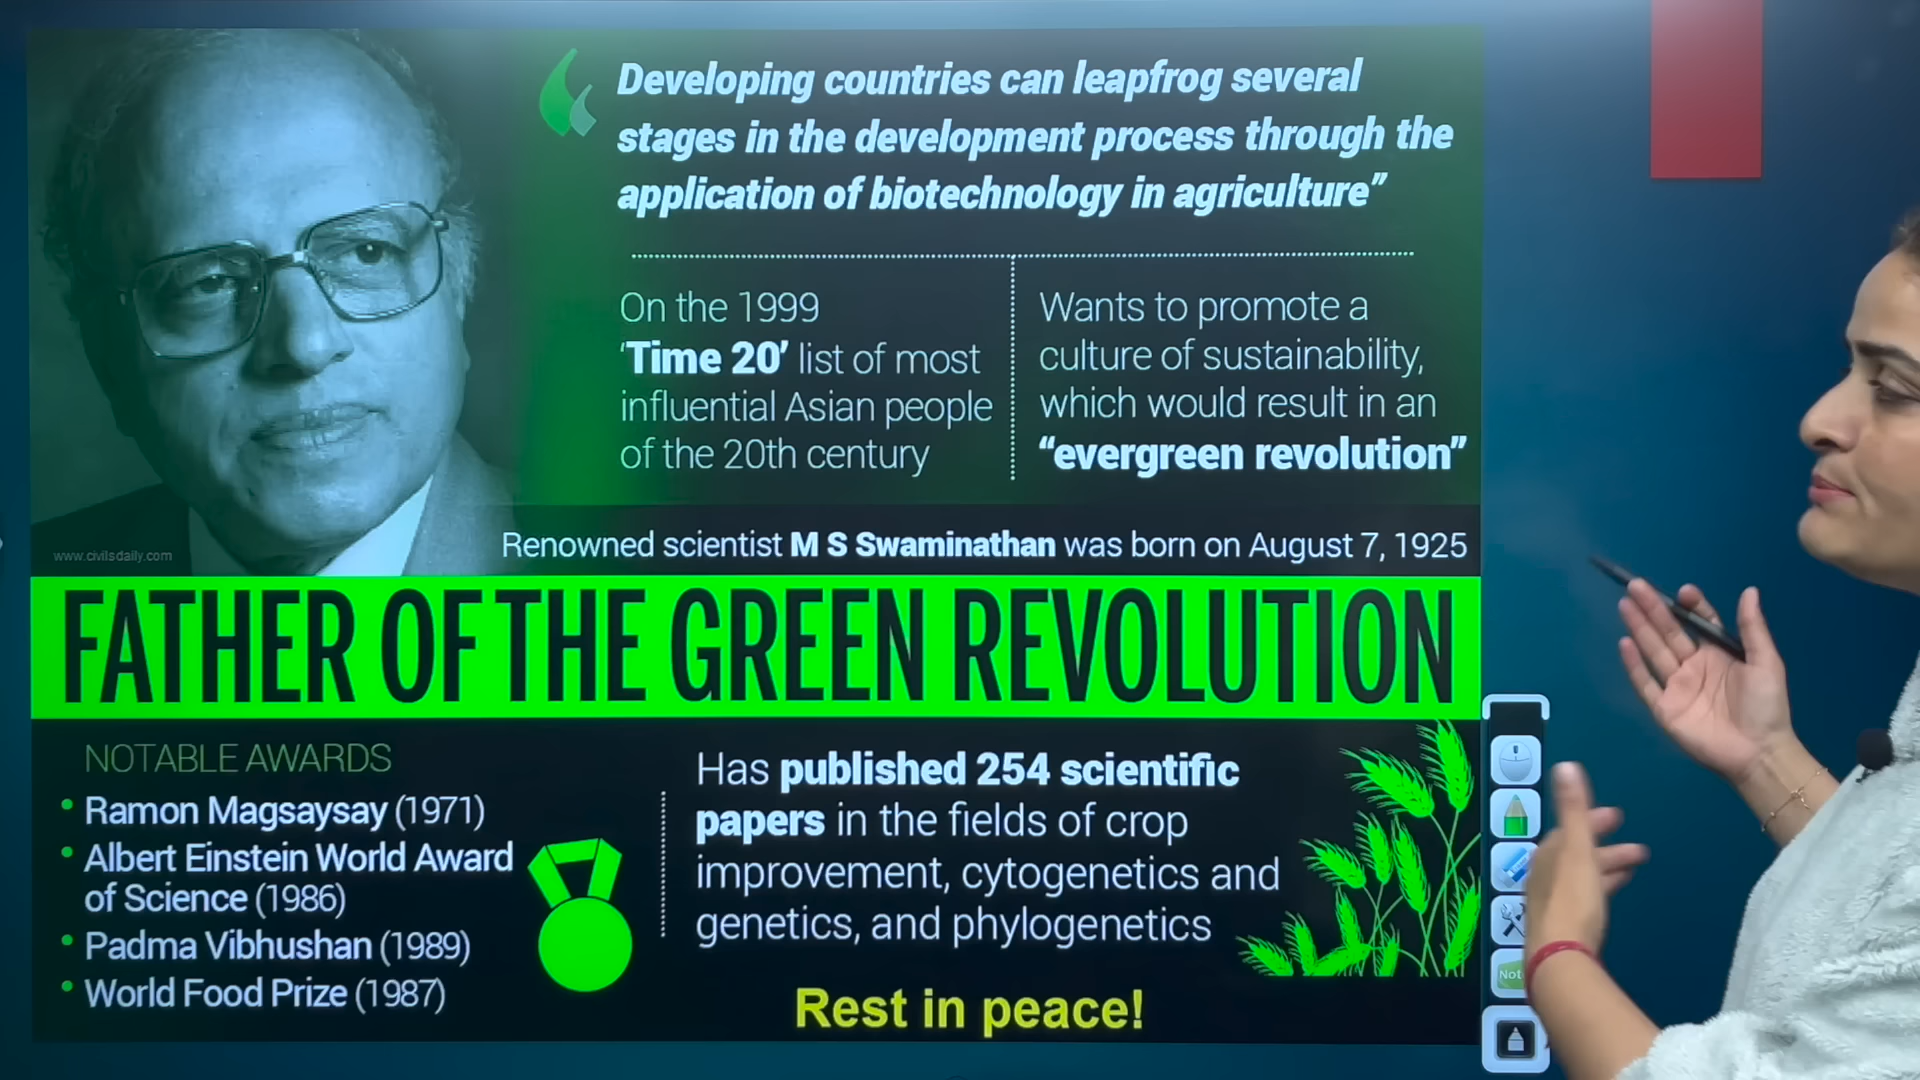 Developing countries can leapfrog several
stages in the development process through the
application of biotechnology in agriculture”
On the 1999
‘Time 20’ list of most
influential Asian people
of the 20th century
Wants to promote a
culture of sustainability,
which would result in an
“evergreen revolution”
www.civilsdaily.com
Renowned scientist M S Swaminathan was born on August 7, 1925
FATHER OF THE GREEN REVOLUTION
NOTABLE AWARDS
• Ramon Magsaysay (1971)
• Albert Einstein World Award
of Science (1986)
• Padma Vibhushan (1989)
• World Food Prize (1987)
Has published 254 scientific
papers in the fields of crop
improvement, cytogenetics and
genetics, and phylogenetics
Rest in peace!